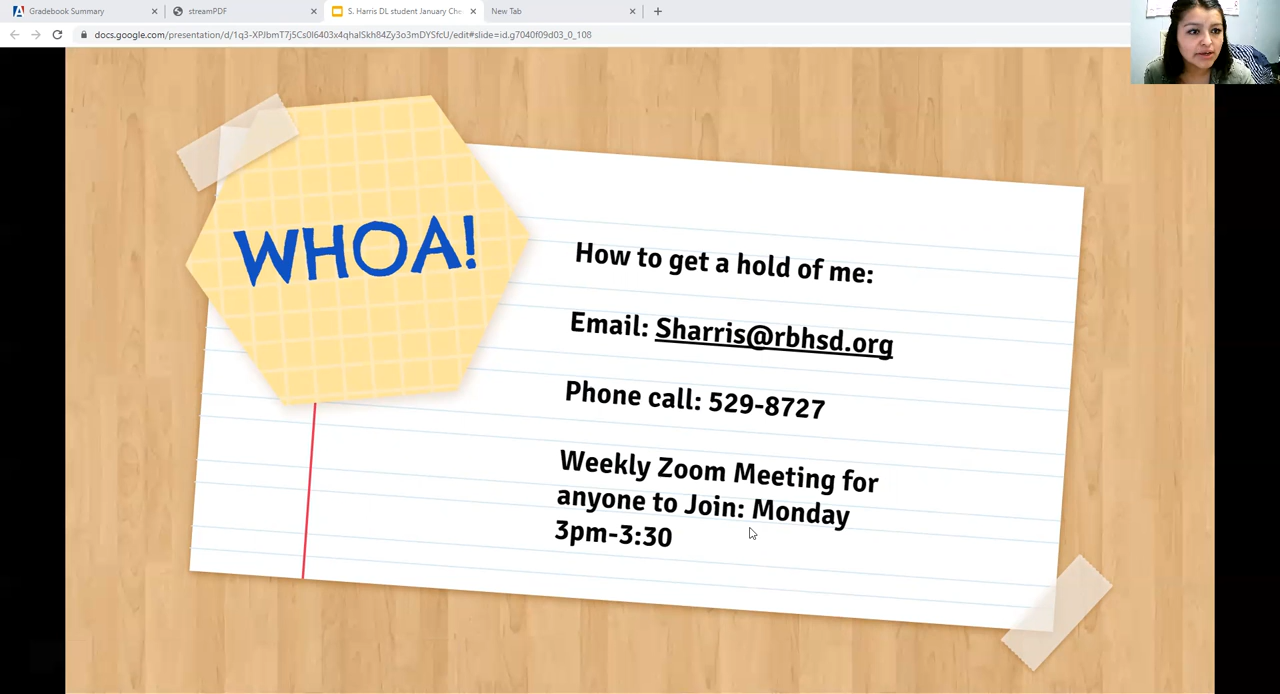 Gradebook Summary
streamPDF
S. Harris DL student January Che
New Tab
docs.google.com/presentation/d/1q3-XPJbmT7j5Cs0I6403x4qhalSkh84Zy3o3mDYSfcU/edit#slide=id.g7040f09d03_0_108
WHOA!
How to get a hold of me:
Email: Sharris@rbhsd.org
Phone call: 529-8727
Weekly Zoom Meeting for
anyone to Join: Monday
3pm-3:30